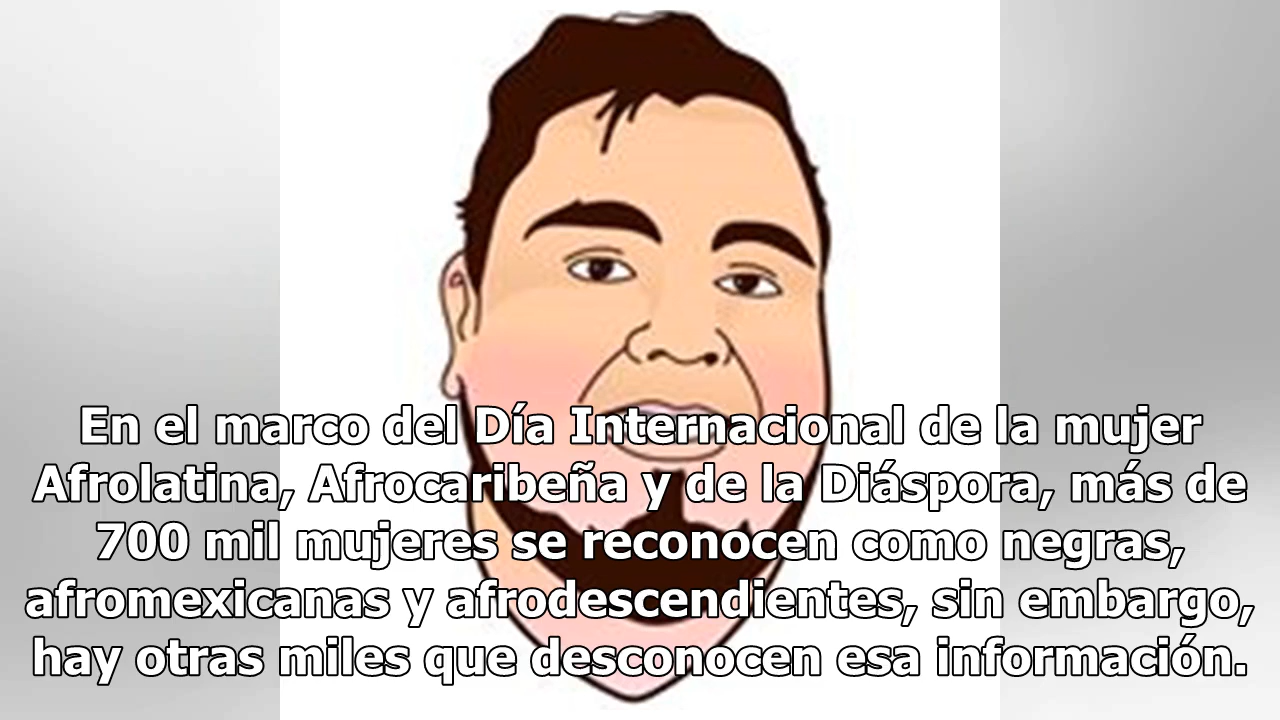 En el marco del Día Internacional de la mujer
Afrolatina, Afrocaribeña y de la Diáspora, más de
700 mil mujeres se reconocen como negras,
afromexicanas y afrodescendientes, sin embargo,
hay otras miles que desconocen esa información.